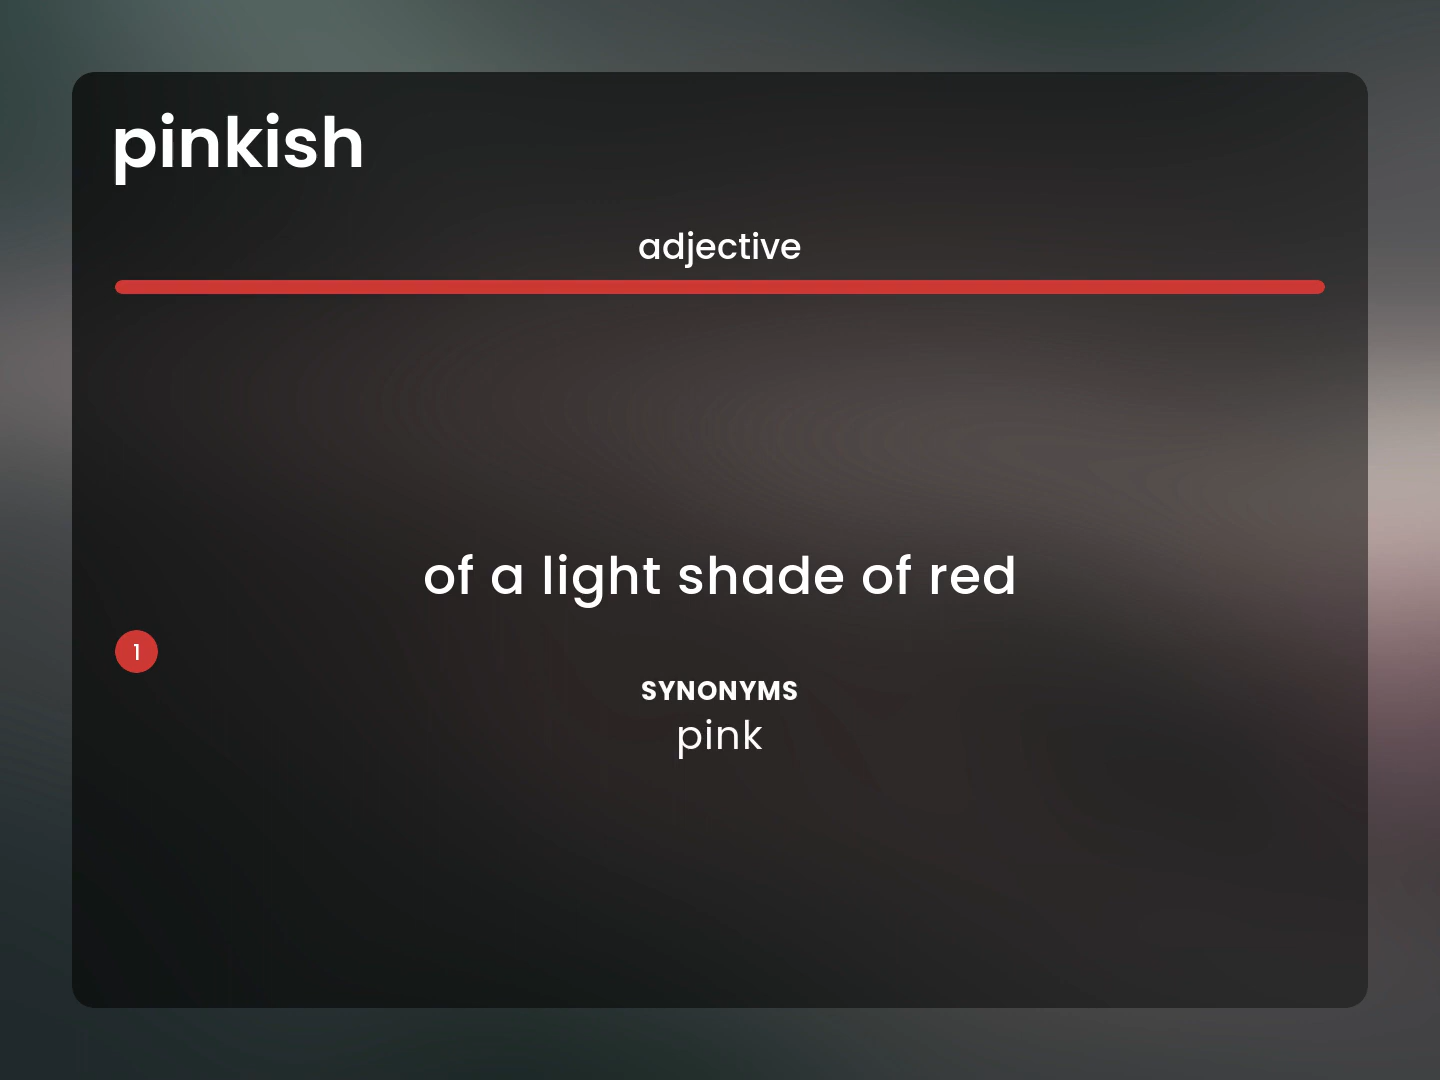 pinkish
adjective
of a light shade of red
1
SYNONYMS
pink